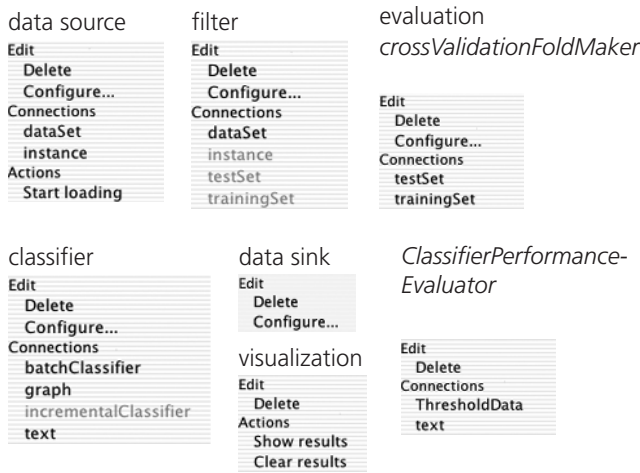 data source
Edit
Delete
Configure...
Connections
dataSet
instance
Actions
Start loading
filter
Edit
Delete
Configure...
Connections
dataSet
instance
testSet
trainingSet
evaluation
crossValidationFoldMaker
Edit
Delete
Configure...
Connections
testSet
trainingSet
classifier
Edit
Delete
Configure...
Connections
batchClassifier
graph
incrementalClassifier
text
data sink
Edit
Delete
Configure...
visualization
Edit
Delete
Actions
Show results
Clear results
ClassifierPerformance-
Evaluator
Edit
Delete
Connections
ThresholdData
text